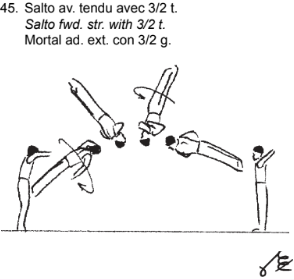 45. Salto av. tendu avec 3/2 t.
Salto fwd. str. with 3/2 t.
Mortal ad. ext. con 3/2 g.